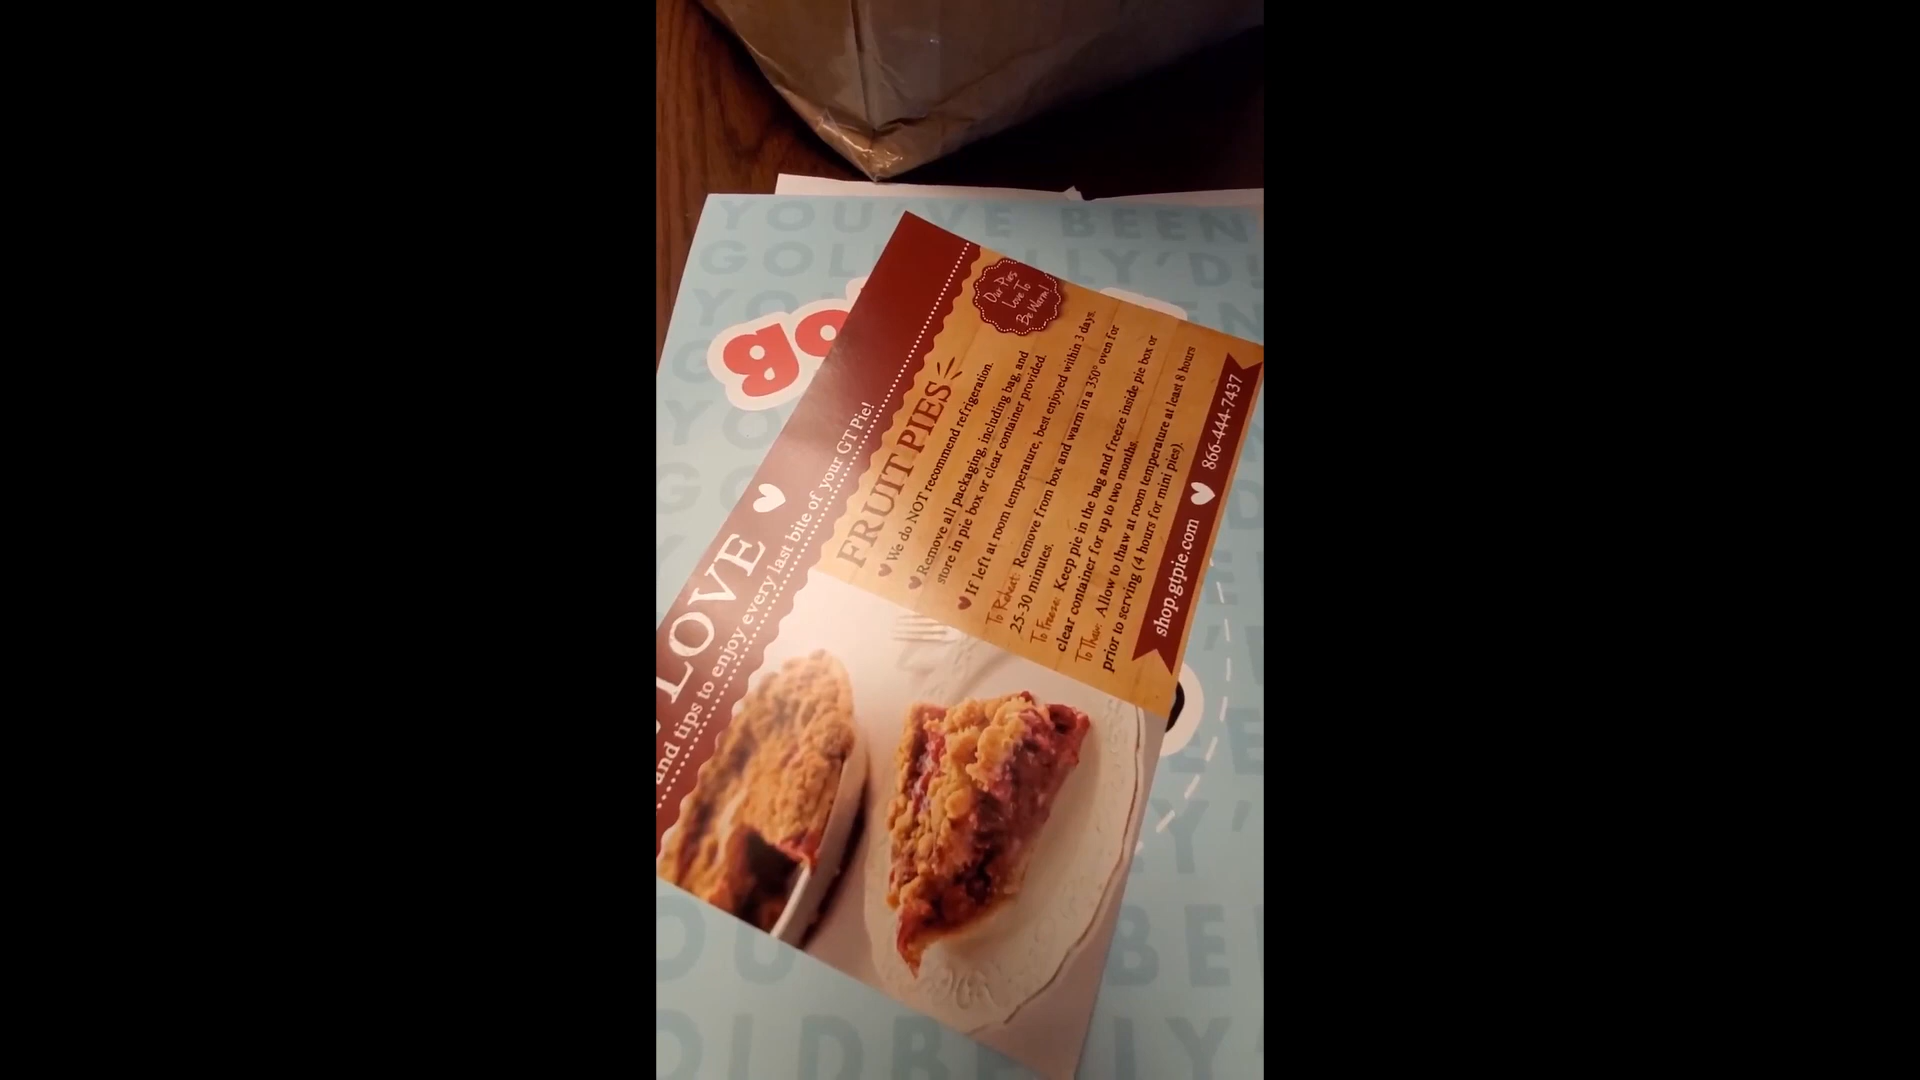 LOVE
and tips to enjoy every last bite of your GT Pie!
FRUIT PIES
Our Pies
Love To
Be Warm!
We do NOT recommend refrigeration.
Remove all packaging, including bag, and
store in pie box or clear container provided.
If left at room temperature, best enjoyed within 3 days.
To Reheat: Remove from box and warm in a 350° oven for
25-30 minutes.
To Freeze: Keep pie in the bag and freeze inside pie box or
clear container for up to two months.
To Thaw: Allow to thaw at room temperature at least 8 hours
prior to serving (4 hours for mini pies).
shop.gtpie.com 866-444-7437
YOU'VE BEEN
go